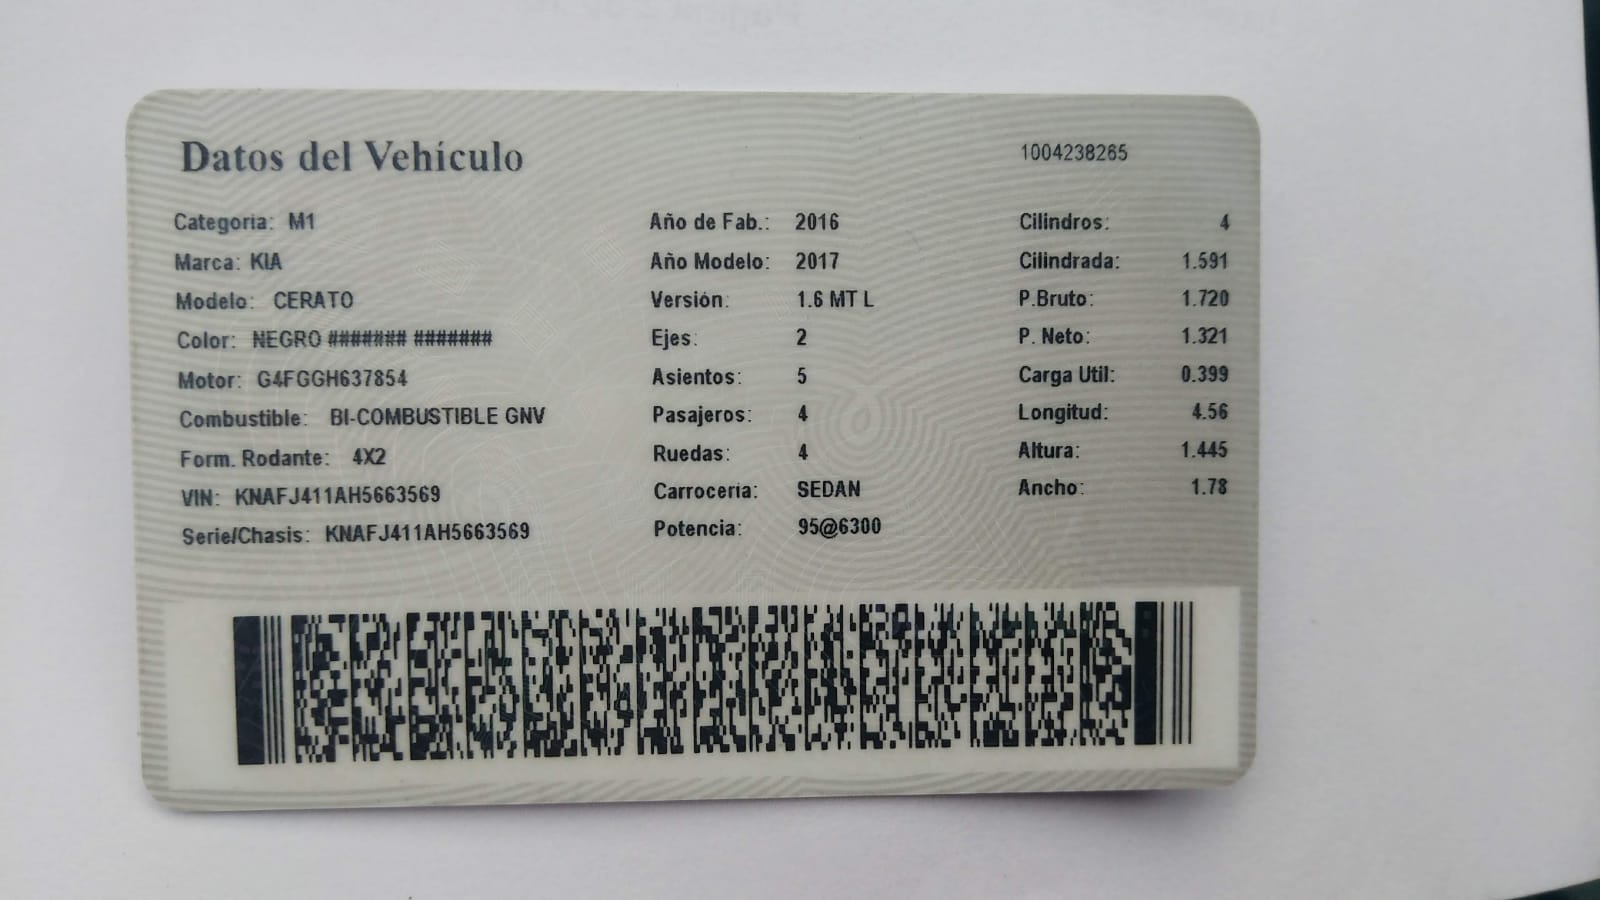 Datos del Vehículo 1004238265
Categoria: M1 Año de Fab.: 2016 Cilindros: 4
Marca: KIA Año Modelo: 2017 Cilindrada: 1.591
Modelo: CERATO Versión: 1.6 MT L P.Bruto: 1.720
Color: NEGRO ####### ####### Ejes: 2 P. Neto: 1.321
Motor: G4FGGH637854 Asientos: 5 Carga Util: 0.399
Combustible: BI-COMBUSTIBLE GNV Pasajeros: 4 Longitud: 4.56
Form. Rodante: 4X2 Ruedas: 4 Altura: 1.445
VIN: KNAFJ411AH5663569 Carrocería: SEDAN Ancho: 1.78
Serie/Chasis: KNAFJ411AH5663569 Potencia: 95@6300